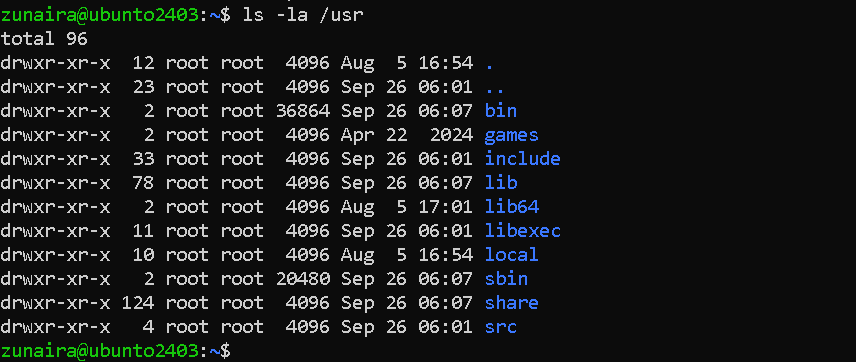 zunaira@ubunto2403:~$ ls -la /usr
total 96
drwxr-xr-x  12 root root  4096 Aug  5 16:54 .
drwxr-xr-x  23 root root  4096 Sep 26 06:01 ..
drwxr-xr-x   2 root root 36864 Sep 26 06:07 bin
drwxr-xr-x   2 root root  4096 Apr 22  2024 games
drwxr-xr-x  33 root root  4096 Sep 26 06:01 include
drwxr-xr-x  78 root root  4096 Sep 26 06:07 lib
drwxr-xr-x   2 root root  4096 Aug  5 17:01 lib64
drwxr-xr-x  11 root root  4096 Sep 26 06:01 libexec
drwxr-xr-x  10 root root  4096 Aug  5 16:54 local
drwxr-xr-x   2 root root 20480 Sep 26 06:07 sbin
drwxr-xr-x 124 root root  4096 Sep 26 06:07 share
drwxr-xr-x   4 root root  4096 Sep 26 06:01 src
zunaira@ubunto2403:~$